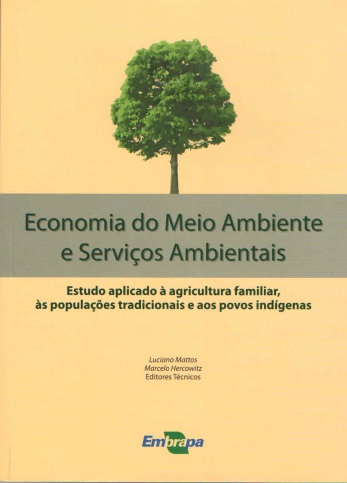 Economia do Meio Ambiente
e Serviços Ambientais
Estudo aplicado à agricultura familiar,
às populações tradicionais e aos povos indígenas
Luciano Mattos
Marcelo Hercowitz
Editores Técnicos
Embrapa